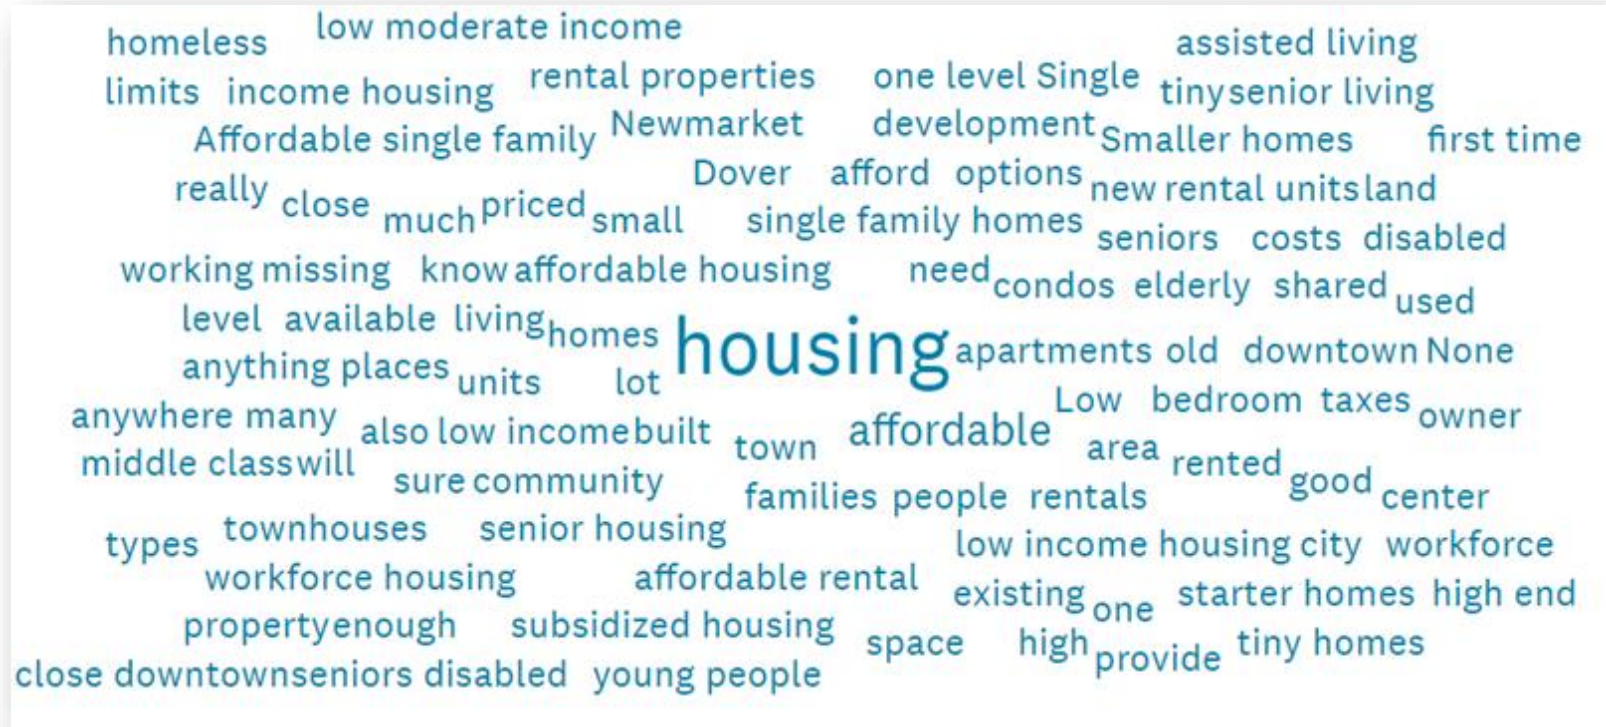 homeless low moderate income assisted living
limits income housing rental properties one level Single tiny senior living
Affordable single family Newmarket development Smaller homes first time
really close much priced small Dover afford options new rental units land
single family homes seniors costs disabled
working missing know affordable housing need condos elderly shared used
level available living homes housing apartments old downtown None
anything places units lot
anywhere many also low income built town affordable Low bedroom taxes owner
middle class will sure community area rented good center
families people rentals
types townhouses senior housing low income housing city workforce
workforce housing affordable rental existing one starter homes high end
property enough subsidized housing space high provide tiny homes
close downtown seniors disabled young people